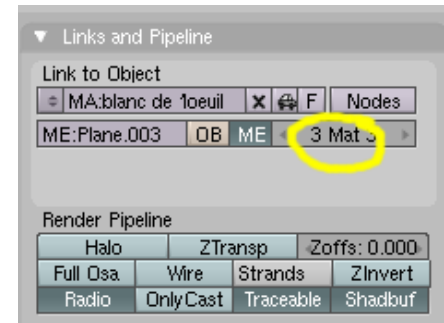 Links and Pipeline
Link to Object
MA:blanc de 1oeuil X F Nodes
ME:Plane.003 OB ME 3 Mat 3
Render Pipeline
Halo ZTransp Zoffs: 0.000
Full Osa Wire Strands ZInvert
Radio OnlyCast Traceable Shadbuf